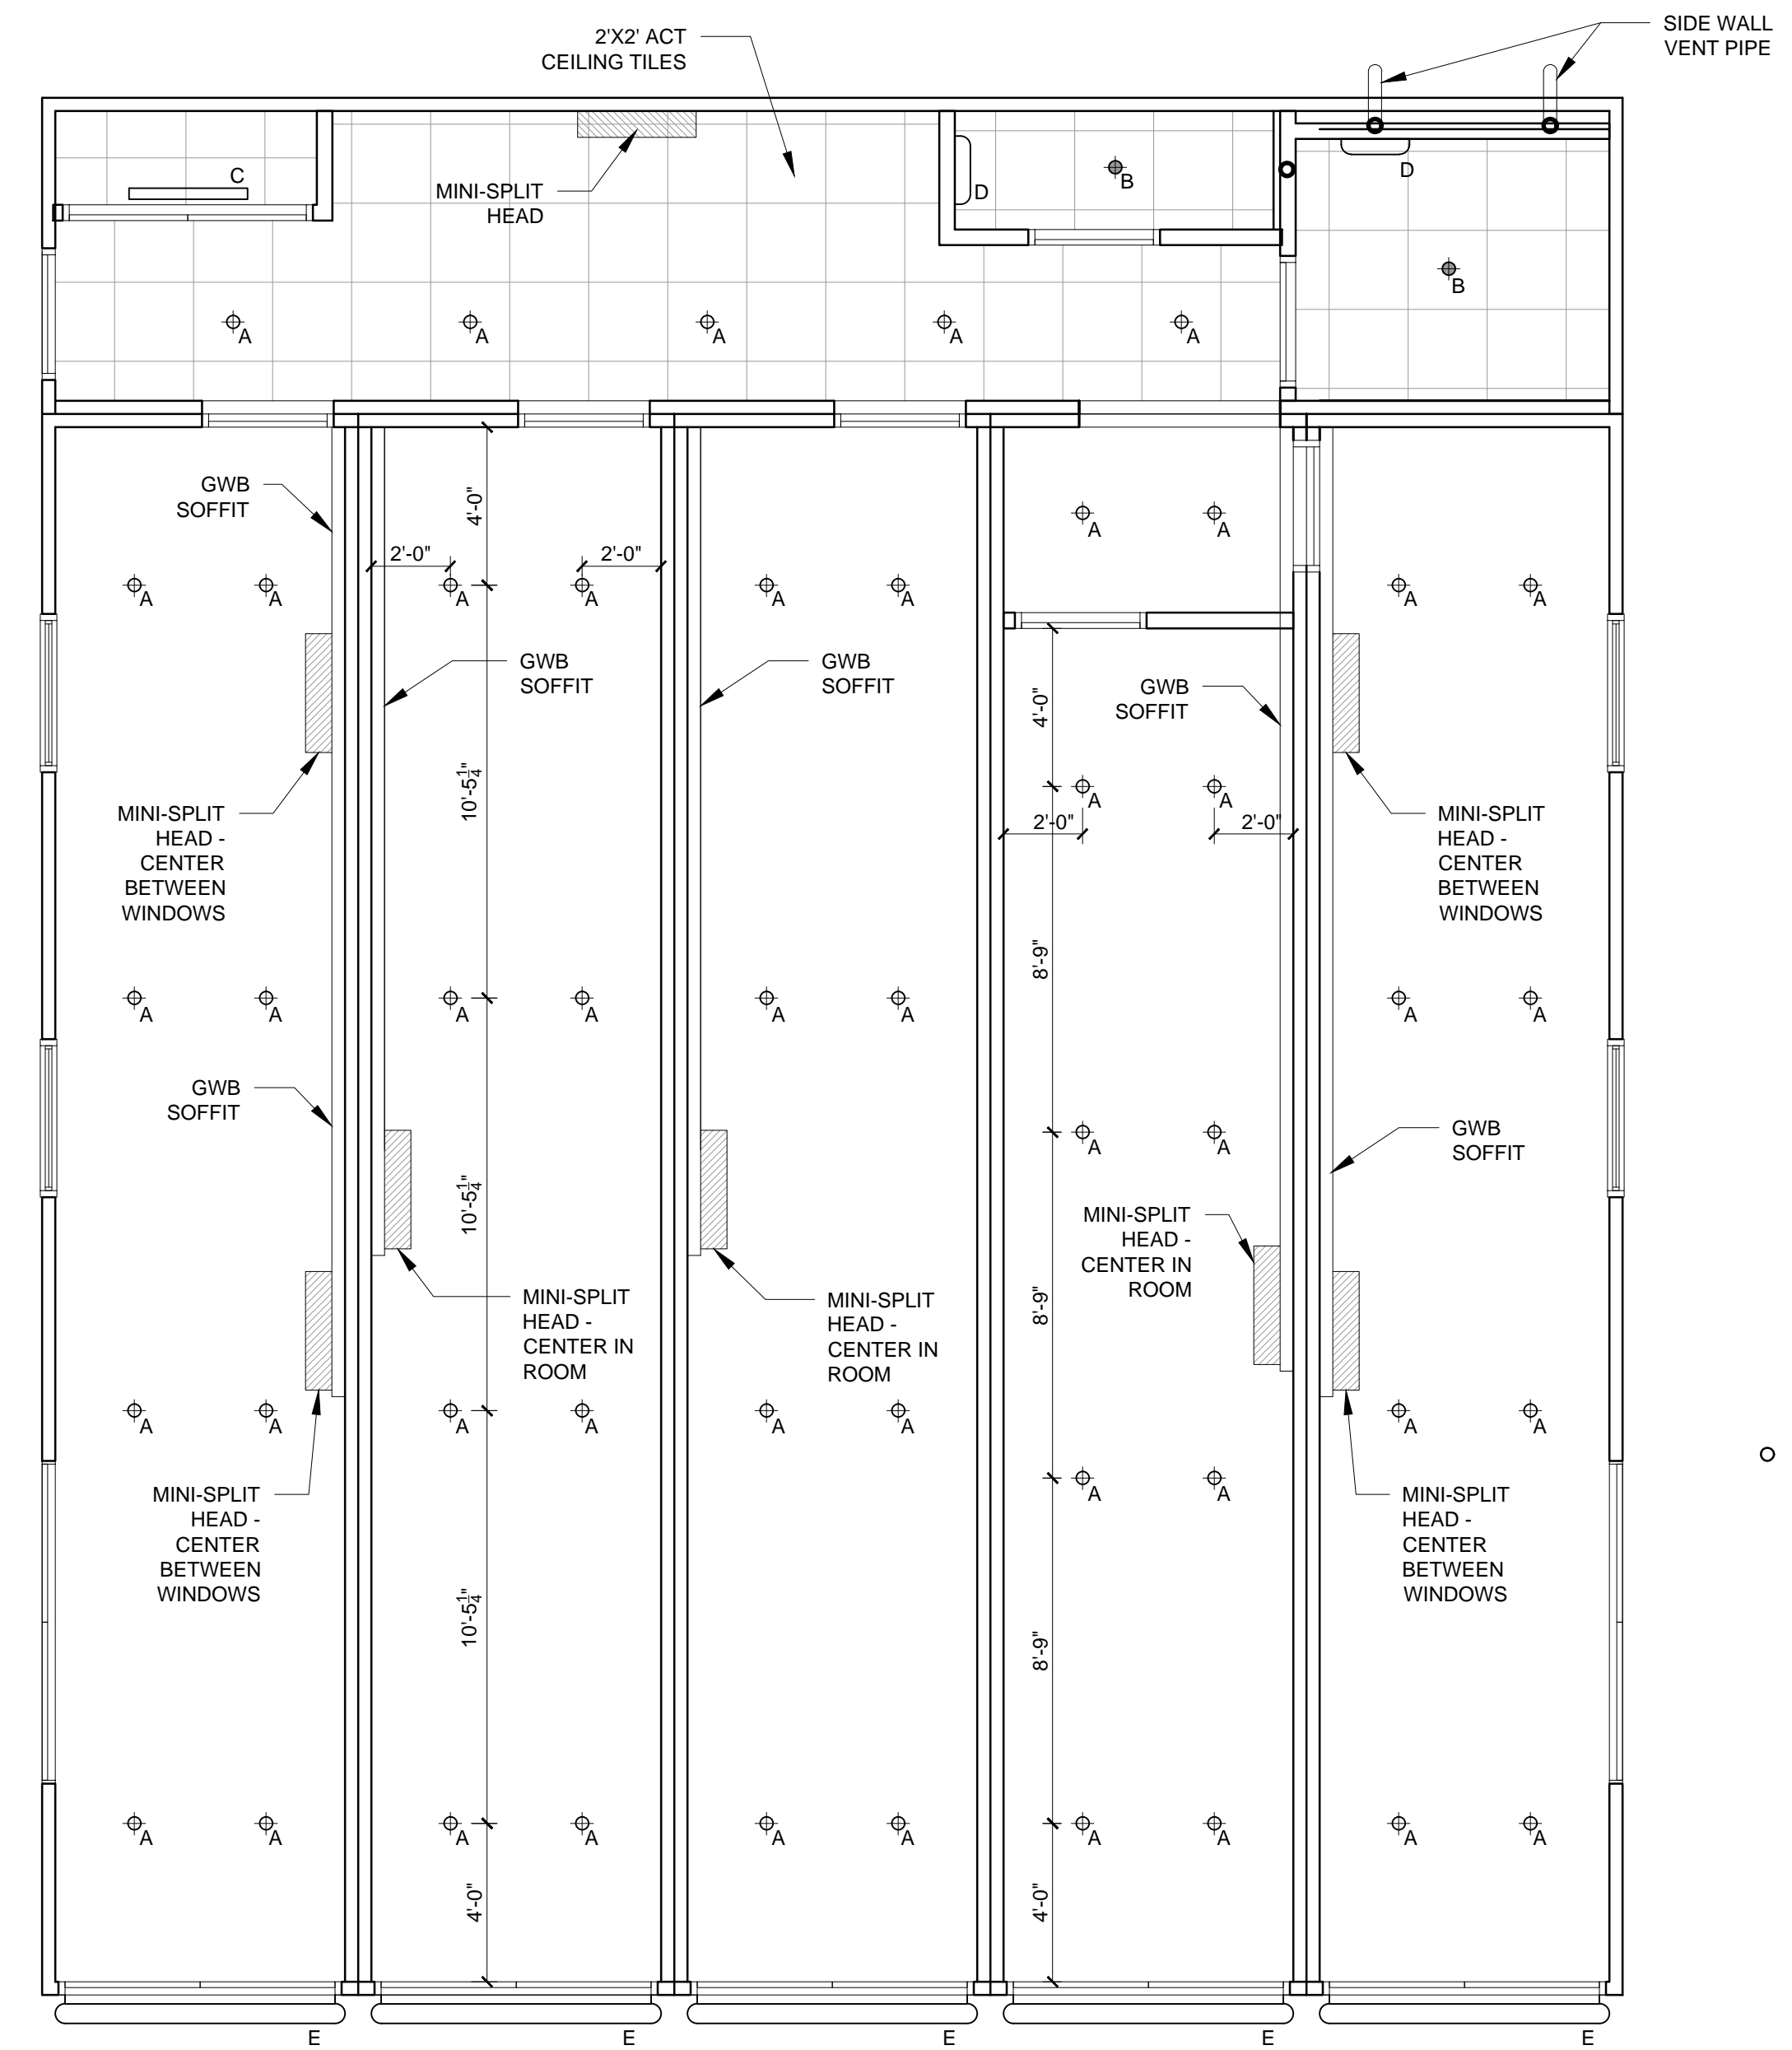 SIDE WALL
VENT PIPE
2'X2' ACT
CEILING TILES
MINI-SPLIT
HEAD
C
D
B
D
B
A A A A A
GWB
SOFFIT
4'-0"
2'-0" 2'-0"
A A
A A A A A A A A
GWB
SOFFIT
GWB
SOFFIT
GWB
SOFFIT
4'-0"
10'-5 1/4"
MINI-SPLIT
HEAD -
CENTER
BETWEEN
WINDOWS
A A
2'-0" 2'-0"
MINI-SPLIT
HEAD -
CENTER
BETWEEN
WINDOWS
8'-9"
A A A A A A A A
GWB
SOFFIT
A A
GWB
SOFFIT
10'-5 1/4"
MINI-SPLIT
HEAD -
CENTER IN
ROOM
MINI-SPLIT
HEAD -
CENTER IN
ROOM
MINI-SPLIT
HEAD -
CENTER IN
ROOM
8'-9"
A A A A A A A A
A A
MINI-SPLIT
HEAD -
CENTER
BETWEEN
WINDOWS
MINI-SPLIT
HEAD -
CENTER
BETWEEN
WINDOWS
10'-5 1/4"
8'-9"
A A A A A A A A A A
4'-0"
4'-0"
E E E E E